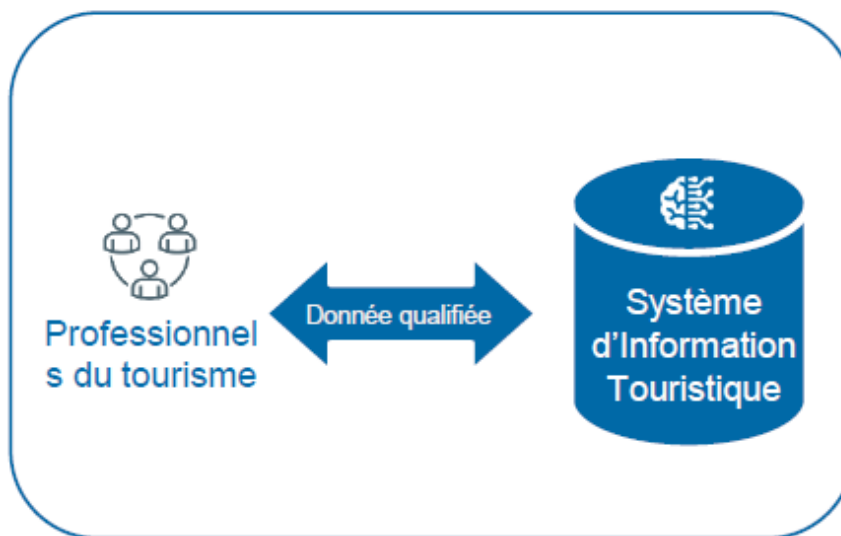 Professionnel
s du tourisme
Donnée qualifiée
Système
d’Information
Touristique